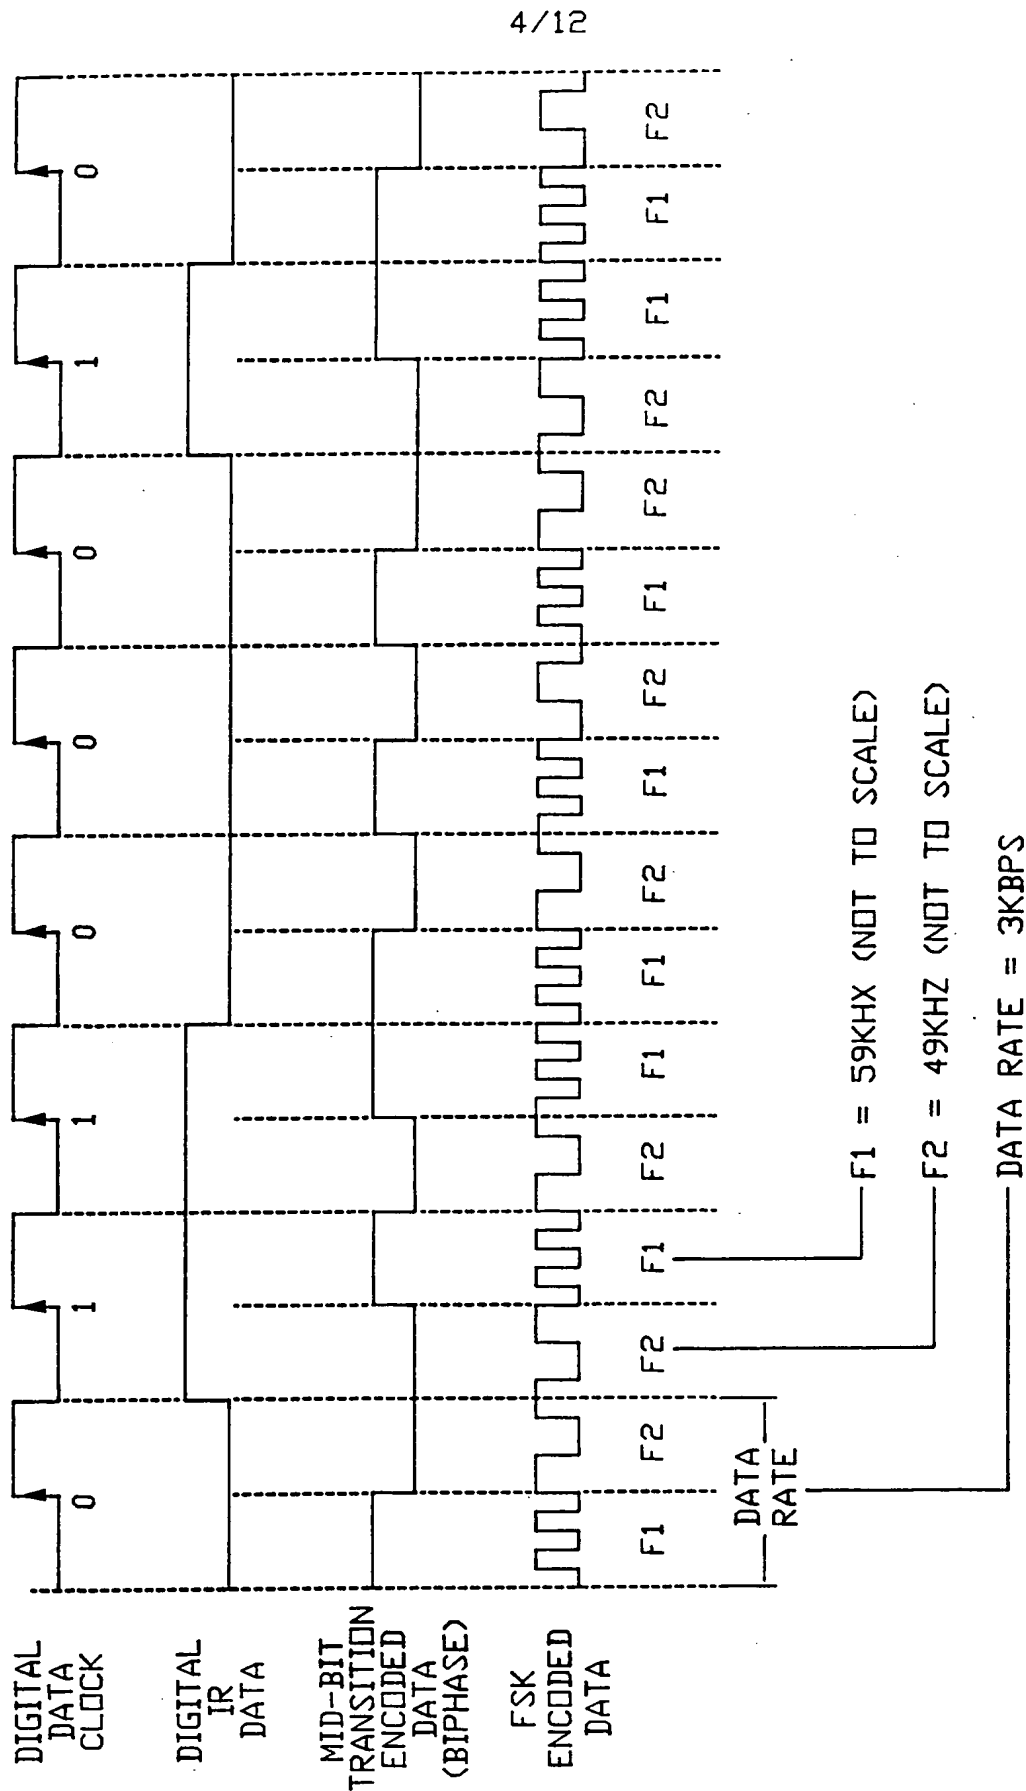 4/12
DIGITAL
DATA
CLOCK
0 1 1 0 0 0 1 0
DIGITAL
IR
DATA
MID-BIT
TRANSITION
ENCODED
DATA
(BIPHASE)
FSK
ENCODED
DATA
F1 F2 F2 F1 F2 F1 F1 F2 F1 F2 F1 F2 F2 F1 F1 F2
DATA
RATE
F1 = 59KHX (NOT TO SCALE)
F2 = 49KHZ (NOT TO SCALE)
DATA RATE = 3KBPS